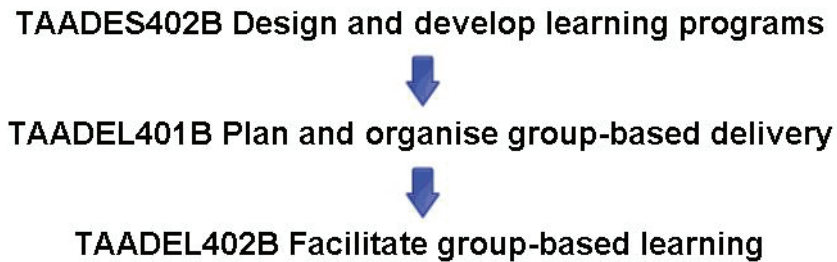 TAADES402B Design and develop learning programs
TAADEL401B Plan and organise group-based delivery
TAADEL402B Facilitate group-based learning